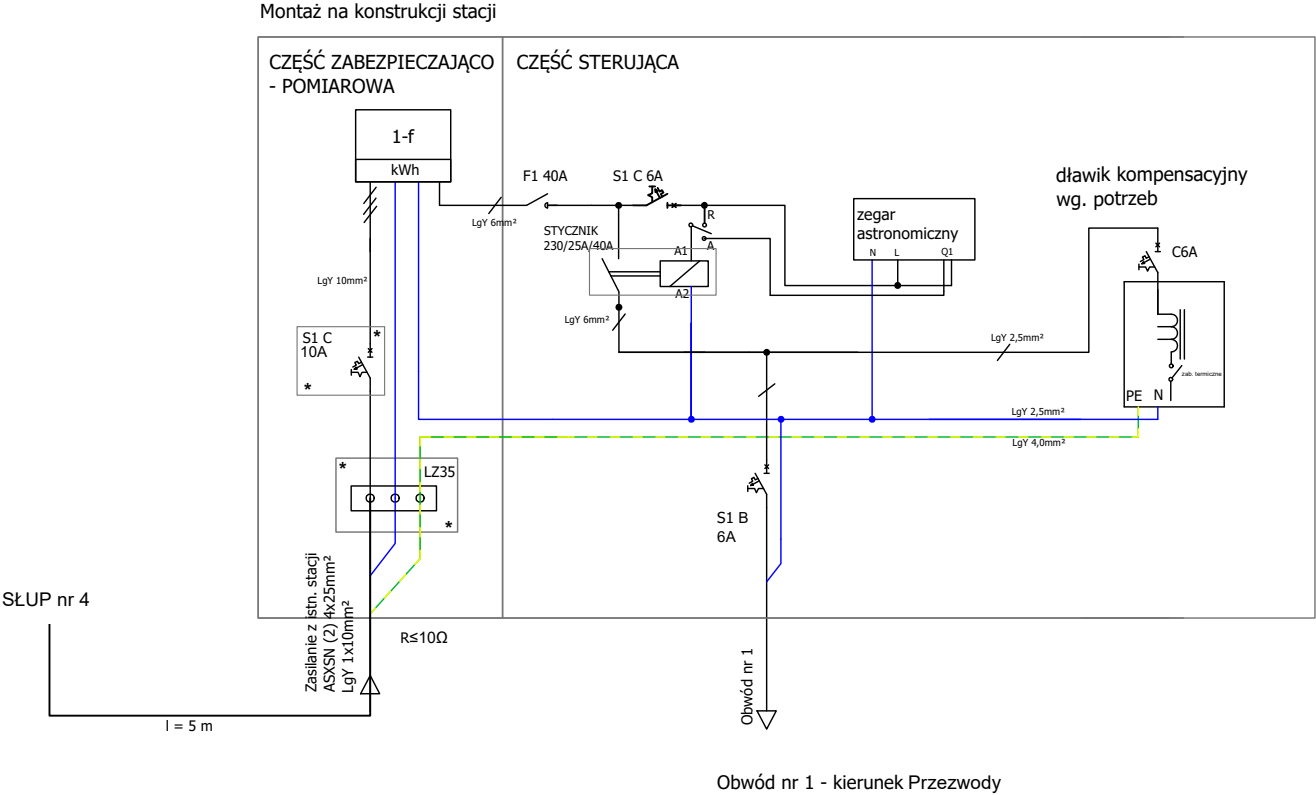 Montaż na konstrukcji stacji
CZĘŚĆ ZABEZPIECZAJĄCO
- POMIAROWA
CZĘŚĆ STERUJĄCA
1-f
kWh
F1 40A
S1 C 6A
LgY 6mm²
STYCZNIK
230/25A/40A
R
A
A1
A2
zegar
astronomiczny
N L Q1
dławik kompensacyjny
wg. potrzeb
C6A
LgY 10mm²
LgY 6mm²
S1 C
10A
*
*
LgY 2,5mm²
zab. termiczne
PE N
LgY 2,5mm²
LgY 4,0mm²
*
LZ35
*
S1 B
6A
Zasilanie z istn. stacji
ASXSN (2) 4x25mm²
LgY 1x10mm²
SŁUP nr 4
R≤10Ω
l = 5 m
Obwód nr 1
Obwód nr 1 - kierunek Przezwody